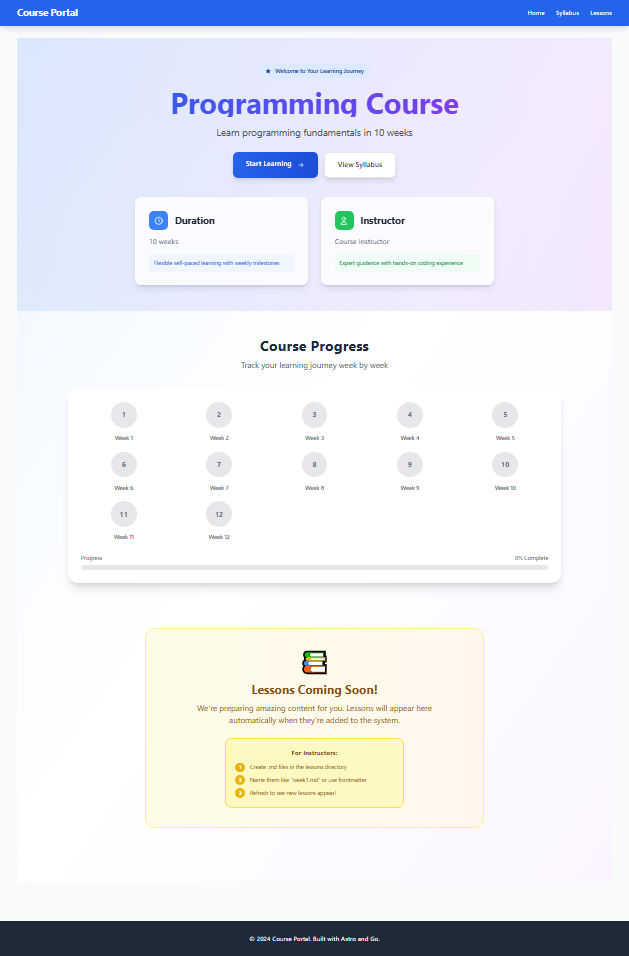 Course Portal
Home Syllabus Lessons
★ Welcome to Your Learning Journey
Programming Course
Learn programming fundamentals in 10 weeks
Start Learning → View Syllabus
Duration
10 weeks
Flexible self-paced learning with weekly milestones
Instructor
Course Instructor
Expert guidance with hands-on coding experience
Course Progress
Track your learning journey week by week
1 2 3 4 5
Week 1 Week 2 Week 3 Week 4 Week 5
6 7 8 9 10
Week 6 Week 7 Week 8 Week 9 Week 10
11 12
Week 11 Week 12
Progress 0% Complete
Lessons Coming Soon!
We're preparing amazing content for you. Lessons will appear here
automatically when they're added to the system.
For Instructors:
1 Create .md files in the lessons directory
2 Name them like "week1.md" or use frontmatter
3 Refresh to see new lessons appear!
© 2024 Course Portal. Built with Astro and Go.